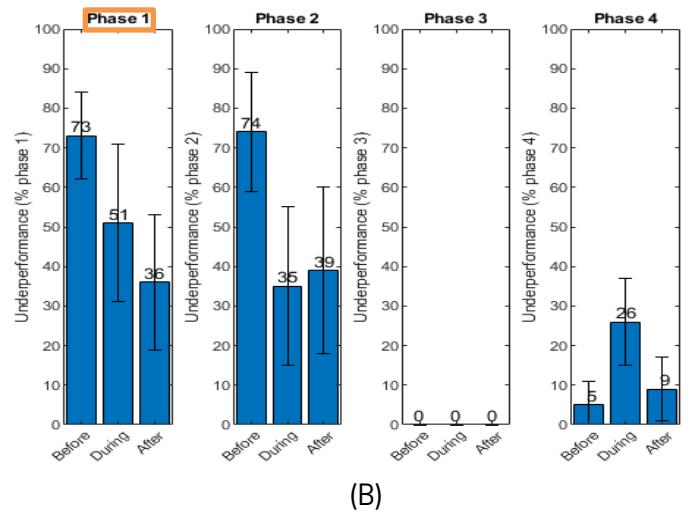 Phase 1
Underperformance (% phase 1)
100
90
80
70
60
50
40
30
20
10
0
73
51
36
Before
During
After
Phase 2
Underperformance (% phase 2)
100
90
80
70
60
50
40
30
20
10
0
74
35
39
Before
During
After
Phase 3
Underperformance (% phase 3)
100
90
80
70
60
50
40
30
20
10
0
0
0
0
Before
During
After
Phase 4
Underperformance (% phase 4)
100
90
80
70
60
50
40
30
20
10
0
5
26
9
Before
During
After
(B)